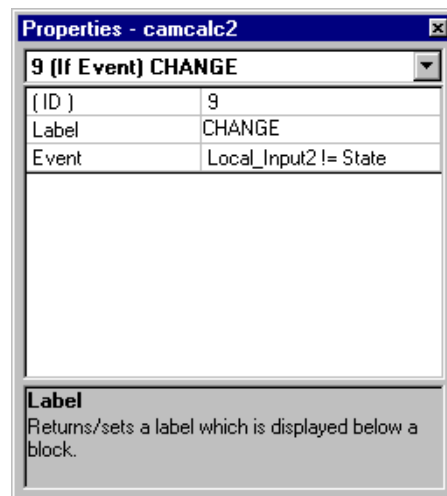 Properties - camcalc2
9 (If Event) CHANGE
( ID ) 9
Label CHANGE
Event Local_Input2 != State
Label
Returns/sets a label which is displayed below a
block.